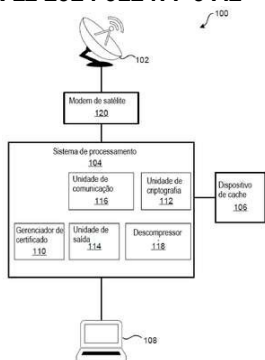 100
102
Modem de satélite
120
Sistema de processamento
104
Unidade de comunicação
116
Unidade de criptografia
112
Dispositivo de cache
106
Gerenciador de certificado
110
Unidade de saída
114
Descompressor
118
108